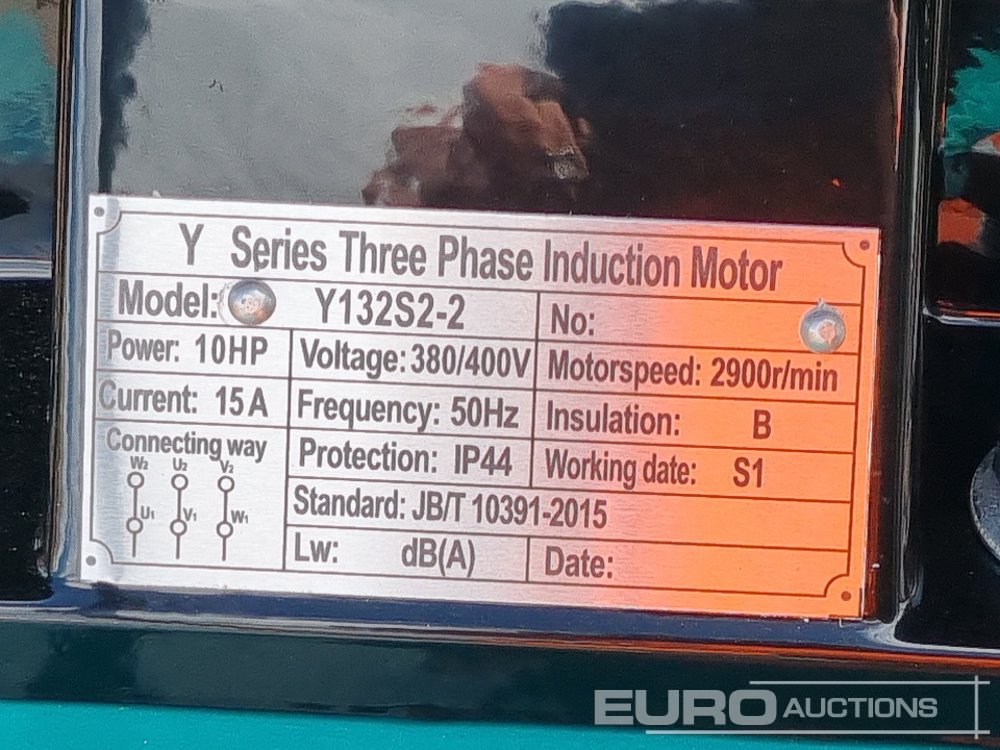 Y Series Three Phase Induction Motor
Model: Y132S2-2 No:
Power: 10HP Voltage: 380/400V Motorspeed: 2900r/min
Current: 15A Frequency: 50Hz Insulation: B
Connecting way Protection: IP44 Working date: S1
W2 U2 V2
U1 V1 W1
Standard: JB/T 10391-2015
Lw: dB(A) Date:
EURO AUCTIONS